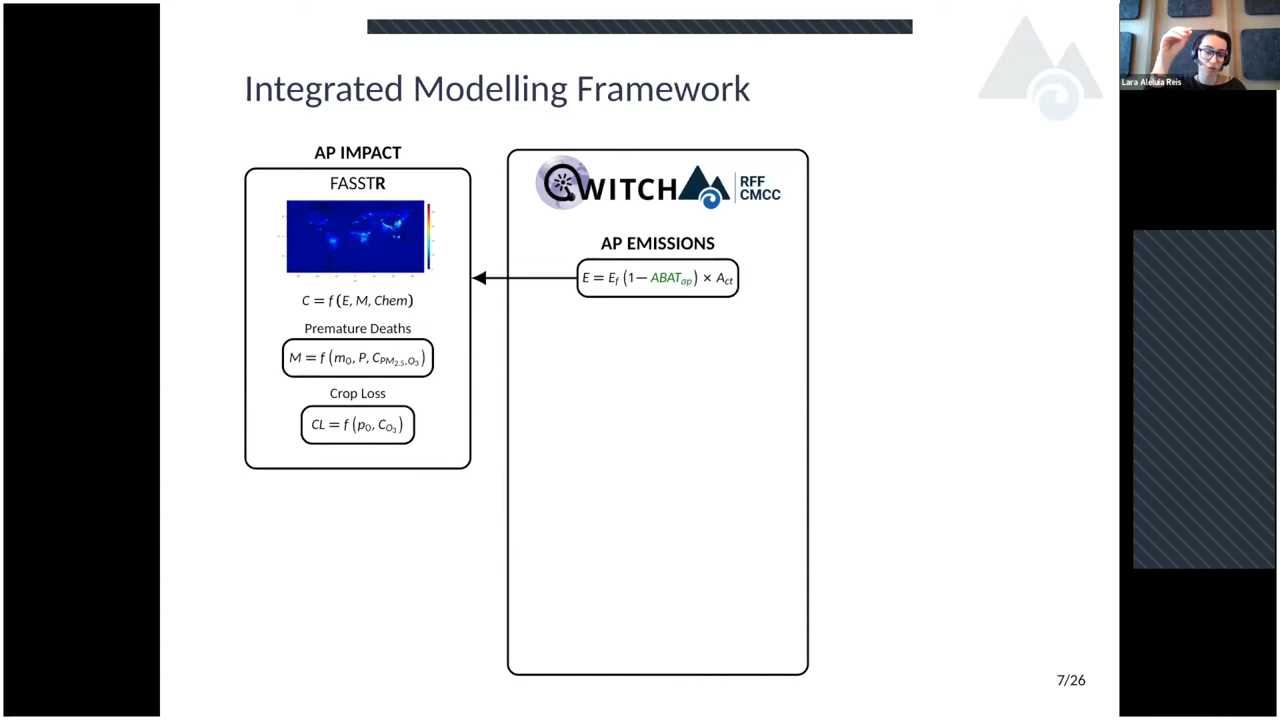 Integrated Modelling Framework
AP IMPACT
FASSTR
C = f(E, M, Chem)
Premature Deaths
M = f(m₀, P, C_PM₂.₅,O₃)
Crop Loss
CL = f(p₀, C_O₃)
WITCH
RFF
CMCC
AP EMISSIONS
E = E_f (1− ABAT_ap) × A_ct
7/26
Lara Aleluia Reis